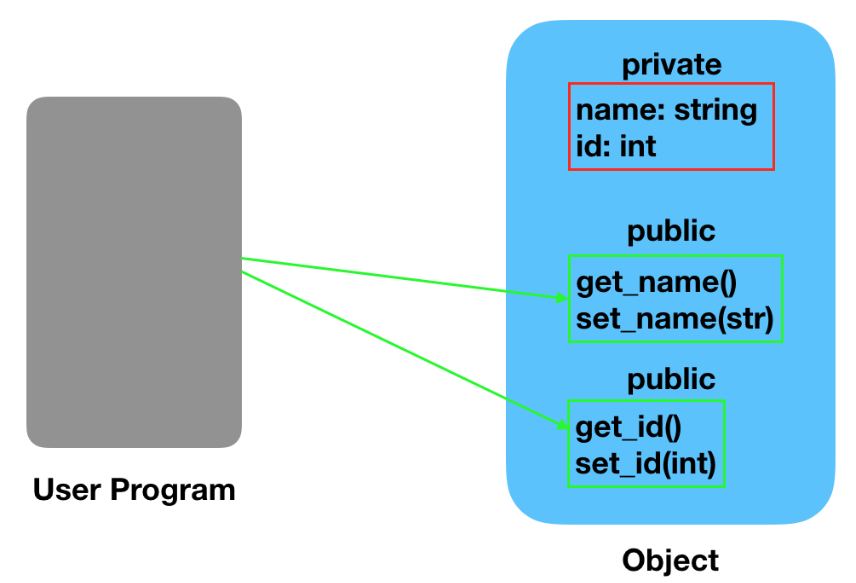 private
name: string
id: int
public
get_name()
set_name(str)
public
get_id()
set_id(int)
User Program
Object